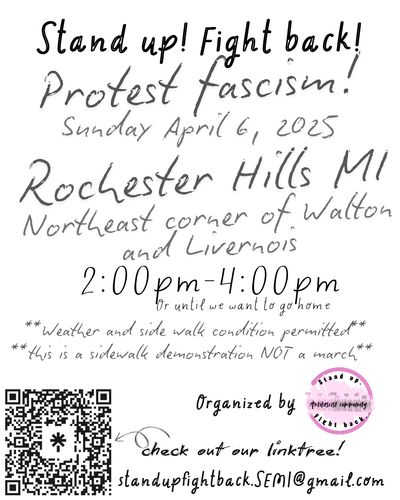 Stand up! Fight back!
Protest fascism!
Sunday April 6, 2025
Rochester Hills MI
Northeast corner of Walton
and Livernois
2:00pm-4:00pm
Or until we want to go home
**Weather and side walk condition permitted**
**this is a sidewalk demonstration NOT a march**
Organized by
Stand up.
community
Fight back.
check out our linktree!
standupfightback.SEMI@gmail.com